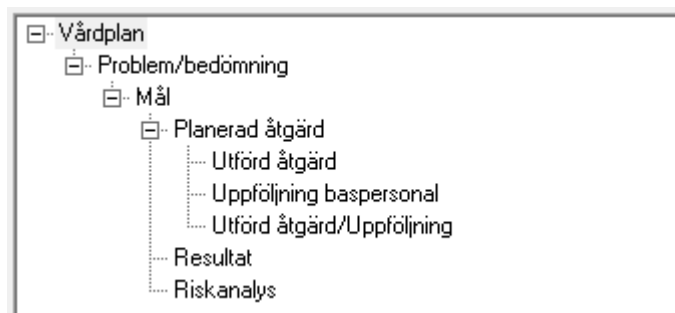 Vårdplan
Problem/bedömning
Mål
Planerad åtgärd
Utförd åtgärd
Uppföljning baspersonal
Utförd åtgärd/Uppföljning
Resultat
Riskanalys